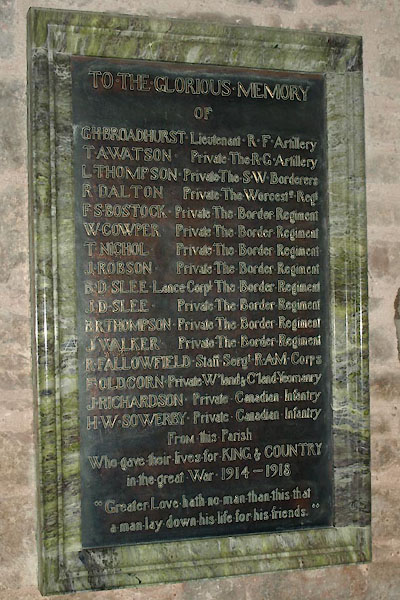 TO·THE·GLORIOUS·MEMORY
OF
G·H·BROADHURST·Lieutenant·R·F·Artillery
T·A·WATSON Private·The·R·G·Artillery
L·THOMPSON·Private·The·S·W·Borderers
R·DALTON Private·The·Worcest^r·Reg^t
F·S·BOSTOCK·Private·The·Border·Regiment
W·COWPER Private·The·Border·Regiment
T·NICHOL Private·The·Border·Regiment
J·ROBSON Private·The·Border·Regiment
D·SLEE·Lance·Corp^l·The·Border·Regiment
J·D·SLEE Private·The·Border·Regiment
R·THOMPSON·Private·The·Border·Regiment
J·WALKER Private·The·Border·Regiment
R·FALLOWFIELD·Staff·Serg^t·R·A·M·Corps
OLDCORN·Private·W'land·&·C'land·Yeomanry
J·RICHARDSON·Private·Canadian·Infantry
H·W·SOWERBY·Private·Canadian·Infantry
From·this·Parish
Who·gave·their·lives·for·KING·&·COUNTRY
in·the·great·War·1914–1918
"Greater·Love·hath·no·man·than·this·that
a·man·lay·down·his·life·for·his·friends."